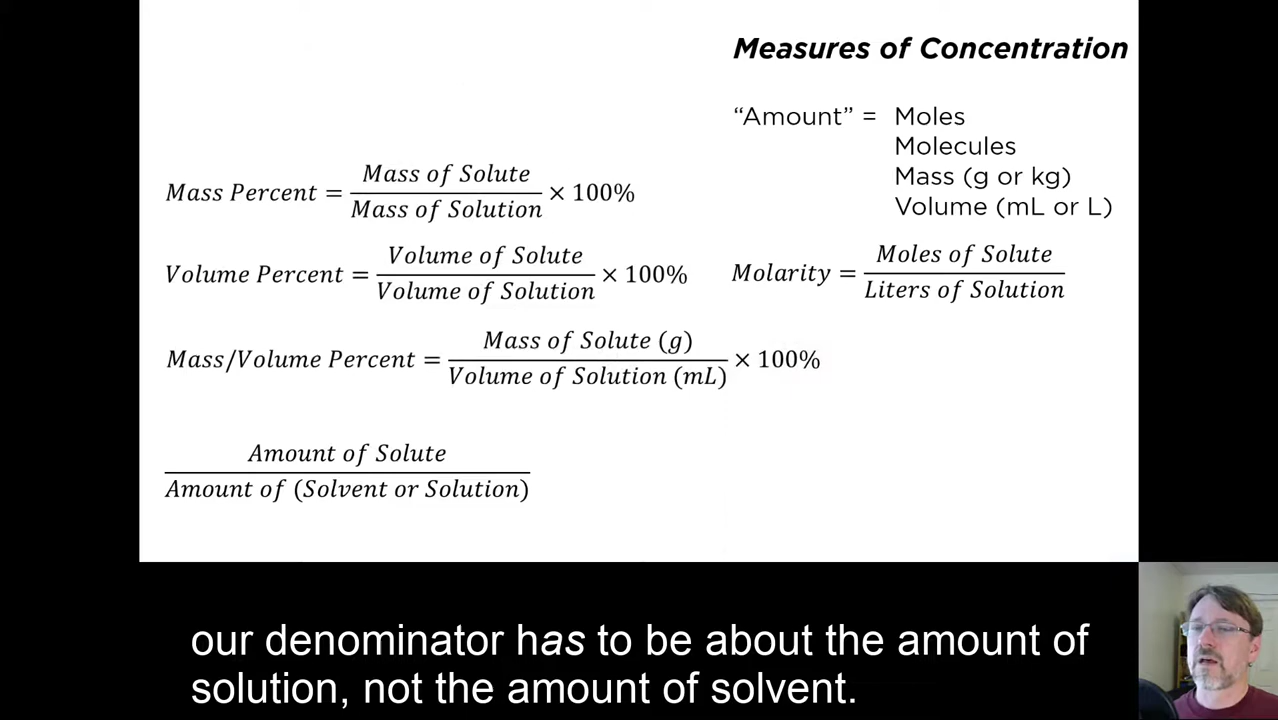 Measures of Concentration
“Amount” = Moles
Molecules
Mass (g or kg)
Volume (mL or L)
Mass Percent = Mass of Solute / Mass of Solution × 100%
Volume Percent = Volume of Solute / Volume of Solution × 100%
Molarity = Moles of Solute / Liters of Solution
Mass/Volume Percent = Mass of Solute (g) / Volume of Solution (mL) × 100%
Amount of Solute / Amount of (Solvent or Solution)
our denominator has to be about the amount of
solution, not the amount of solvent.